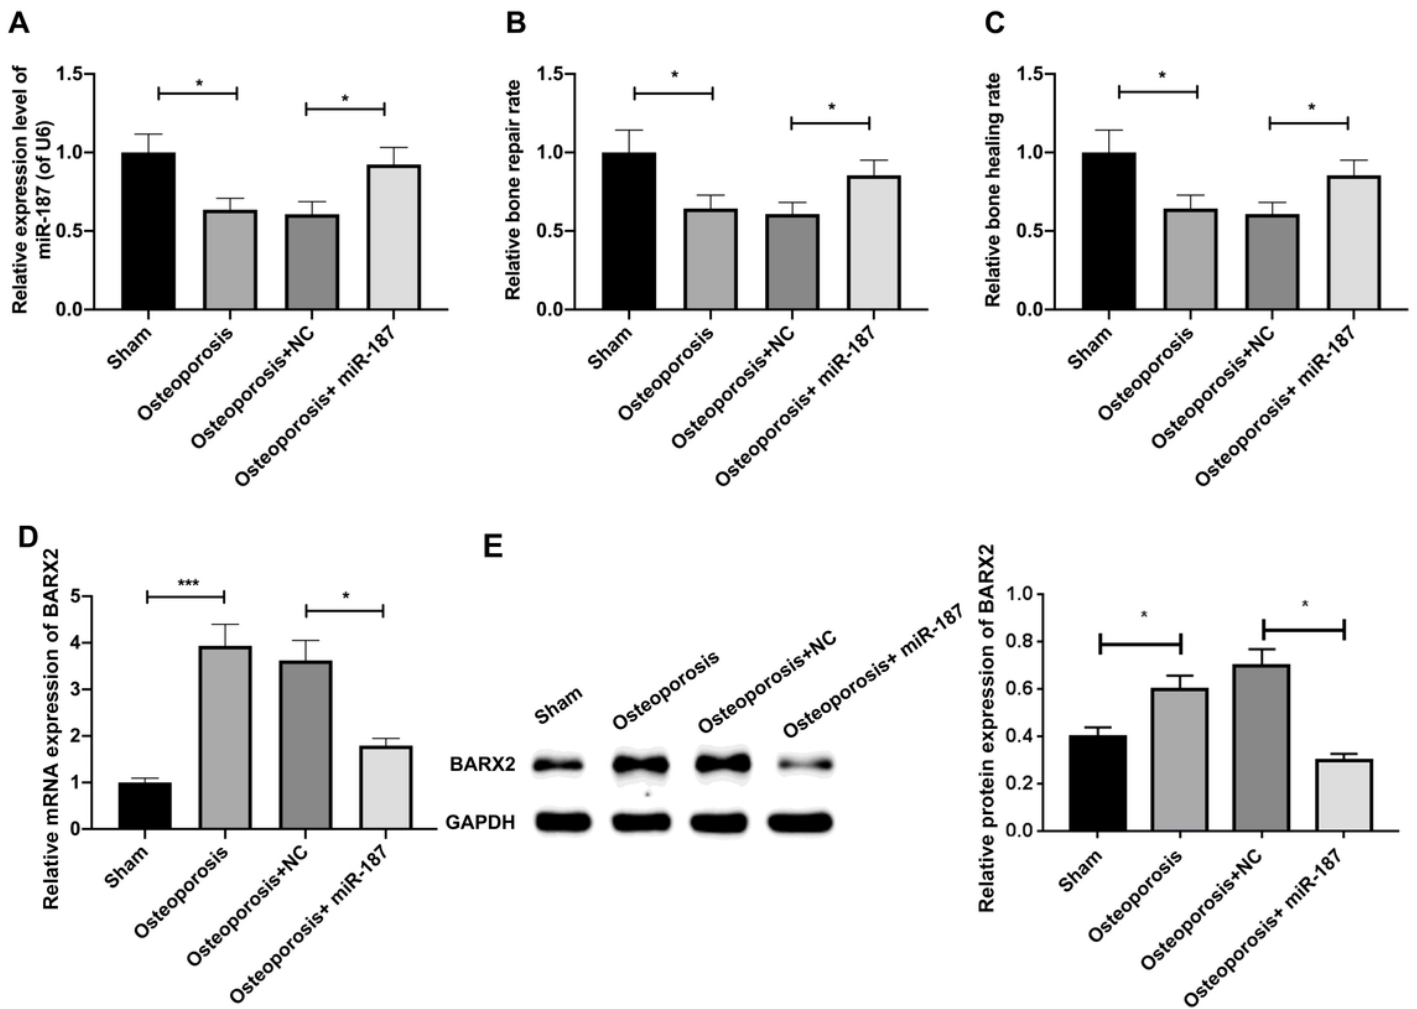 A
Relative expression level of
miR-187 (of U6)
1.5
1.0
0.5
0.0
*
*
Sham
Osteoporosis
Osteoporosis+NC
Osteoporosis+ miR-187
B
Relative bone repair rate
1.5
1.0
0.5
0.0
*
*
Sham
Osteoporosis
Osteoporosis+NC
Osteoporosis+ miR-187
C
Relative bone healing rate
1.5
1.0
0.5
0.0
*
*
Sham
Osteoporosis
Osteoporosis+NC
Osteoporosis+ miR-187
D
Relative mRNA expression of BARX2
5
4
3
2
1
0
***
*
Sham
Osteoporosis
Osteoporosis+NC
Osteoporosis+ miR-187
E
Sham
Osteoporosis
Osteoporosis+NC
Osteoporosis+ miR-187
BARX2
GAPDH
Relative protein expression of BARX2
1.0
0.8
0.6
0.4
0.2
0.0
*
*
Sham
Osteoporosis
Osteoporosis+NC
Osteoporosis+ miR-187